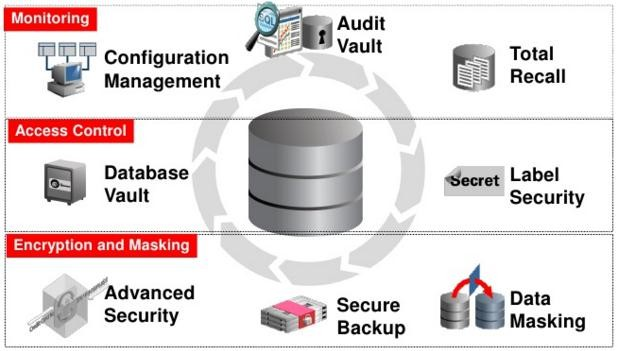 Monitoring
Audit
Vault
SQL
Configuration
Management
Total
Recall
Access Control
Database
Vault
Secret
Label
Security
Encryption and Masking
Advanced
Security
Secure
Backup
Data
Masking